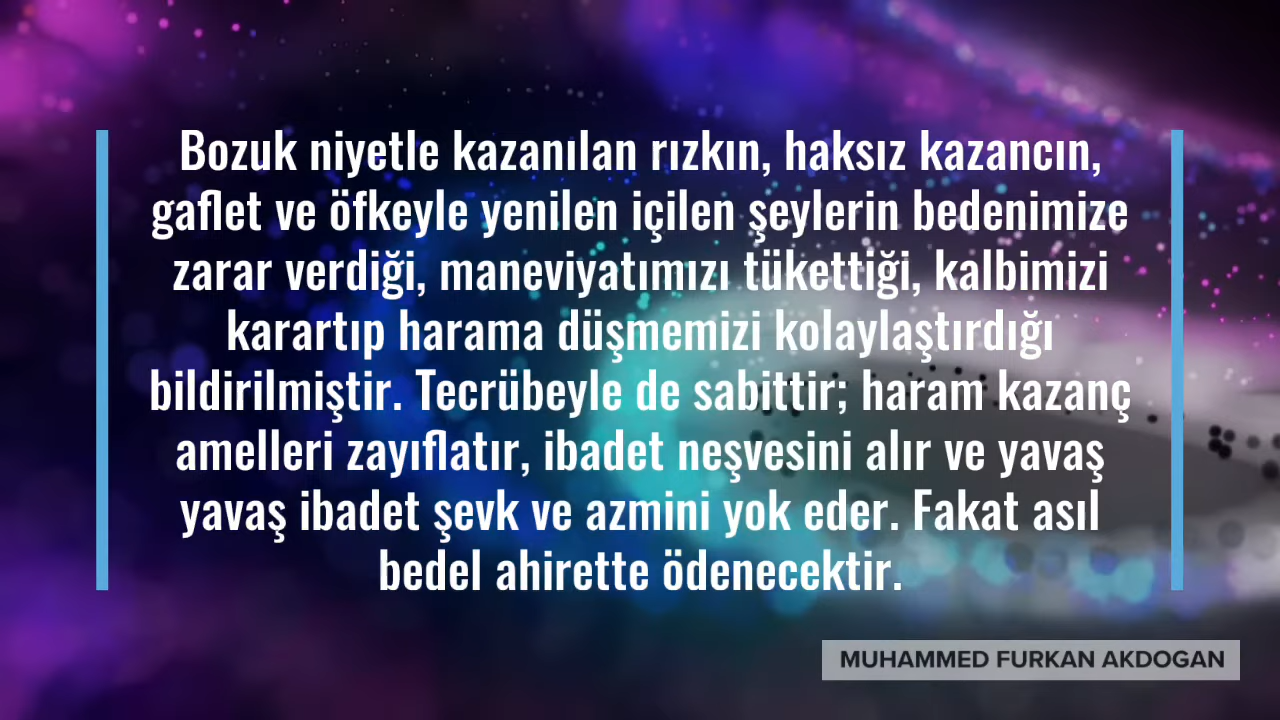 Bozuk niyetle kazanılan rızkın, haksız kazancın,
gaflet ve öfkeyle yenilen içilen şeylerin bedenimize
zarar verdiği, maneviyatımızı tükettiği, kalbimizi
karartıp harama düşmemizi kolaylaştırdığı
bildirilmiştir. Tecrübeyle de sabittir; haram kazanç
amelleri zayıflatır, ibadet neşvesini alır ve yavaş
yavaş ibadet şevk ve azmini yok eder. Fakat asıl
bedel ahirette ödenecektir.
MUHAMMED FURKAN AKDOGAN